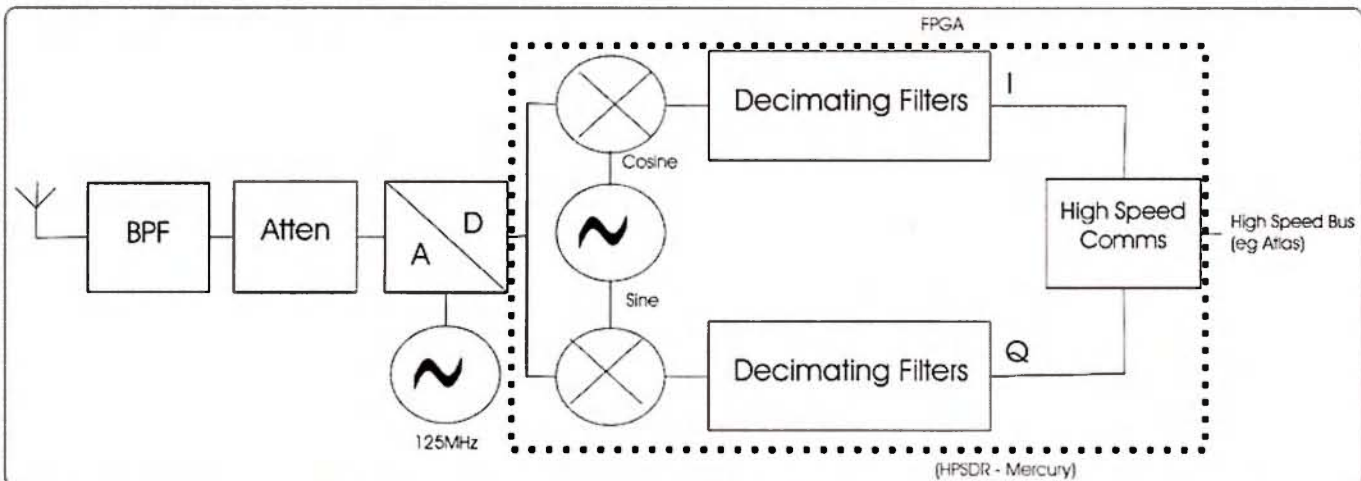 FPGA
Decimating Filters
I
Cosine
BPF
Atten
A
D
High Speed
Comms
High Speed Bus
(eg Atlas)
Sine
Decimating Filters
Q
125MHz
(HPSDR - Mercury)